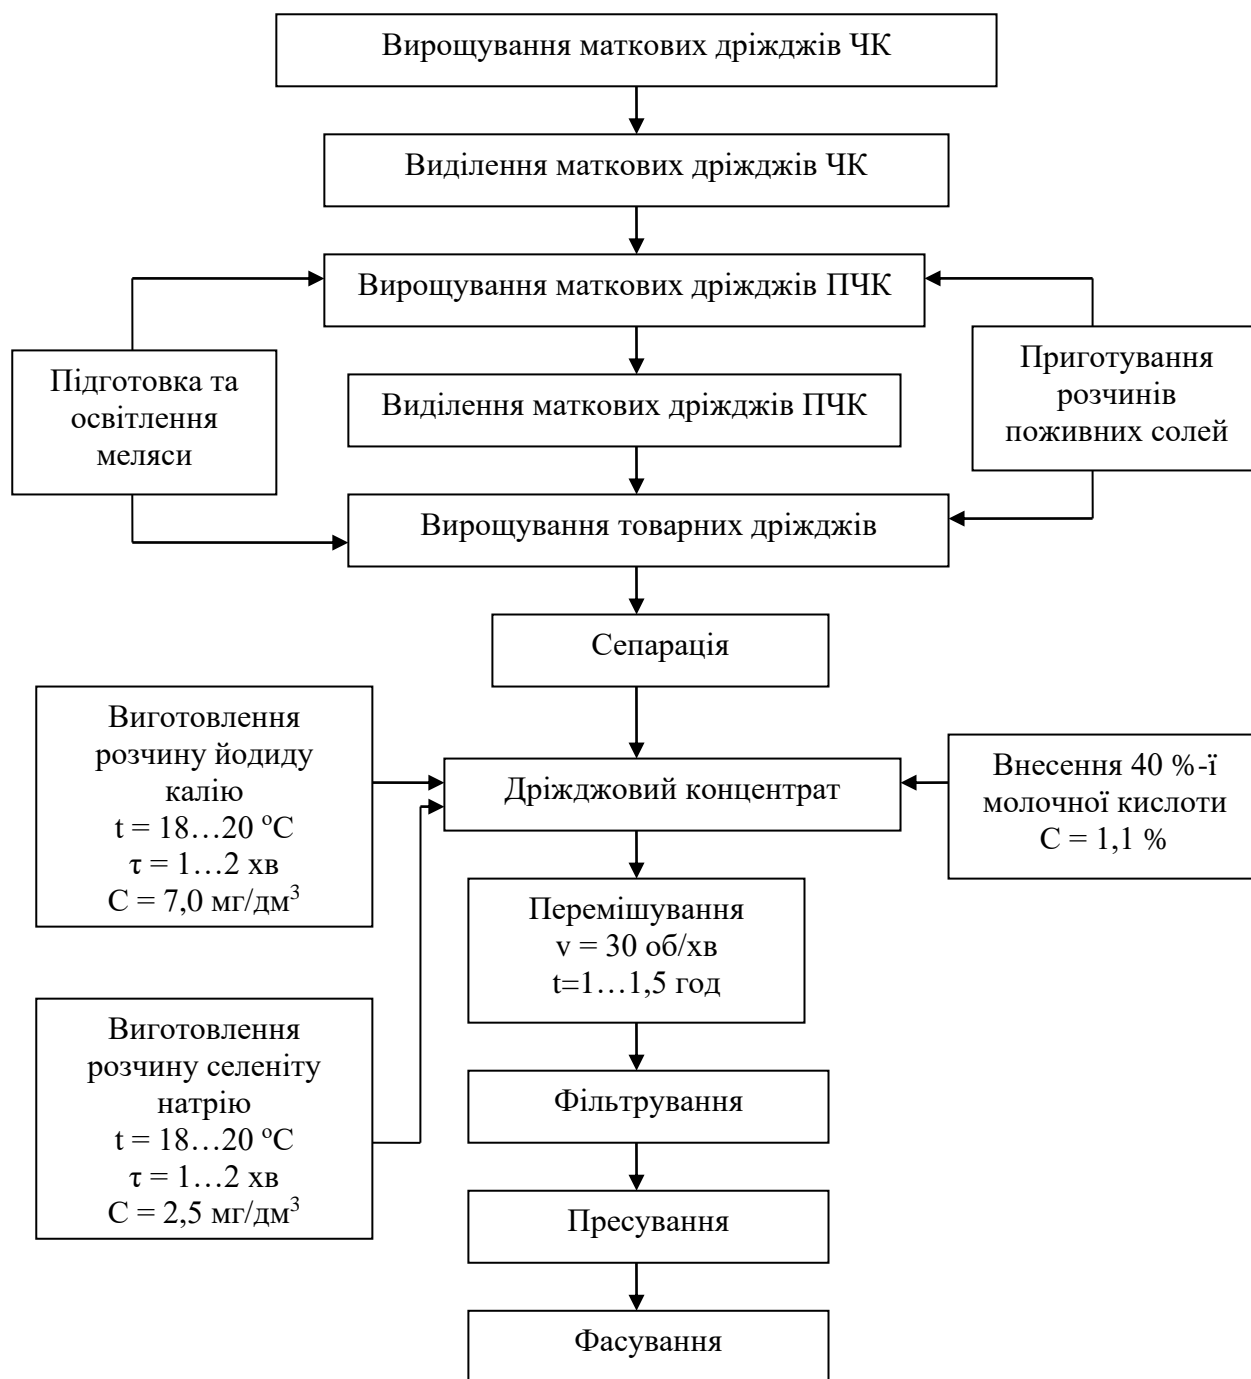 Вирощування маткових дріжджів ЧК
Виділення маткових дріжджів ЧК
Вирощування маткових дріжджів ПЧК
Підготовка та
освітлення
меляси
Приготування
розчинів
поживних солей
Виділення маткових дріжджів ПЧК
Вирощування товарних дріжджів
Сепарація
Виготовлення
розчину йодиду
калію
t = 18…20 ºС
τ = 1…2 хв
С = 7,0 мг/дм³
Дріжджовий концентрат
Внесення 40 %-ї
молочної кислоти
С = 1,1 %
Перемішування
v = 30 об/хв
t=1…1,5 год
Виготовлення
розчину селеніту
натрію
t = 18…20 ºС
τ = 1…2 хв
С = 2,5 мг/дм³
Фільтрування
Пресування
Фасування